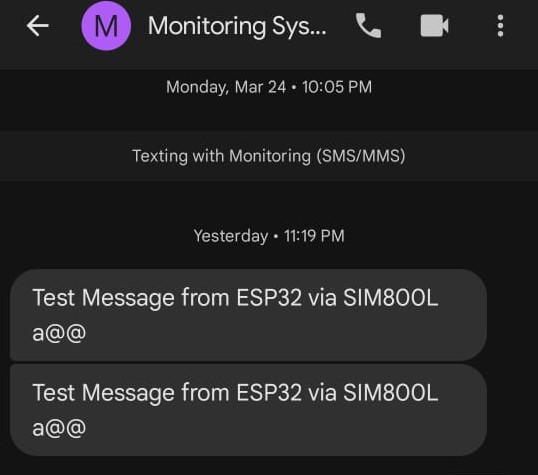 M
Monitoring Sys...
Monday, Mar 24 • 10:05 PM
Texting with Monitoring (SMS/MMS)
Yesterday • 11:19 PM
Test Message from ESP32 via SIM800L
a@@
Test Message from ESP32 via SIM800L
a@@